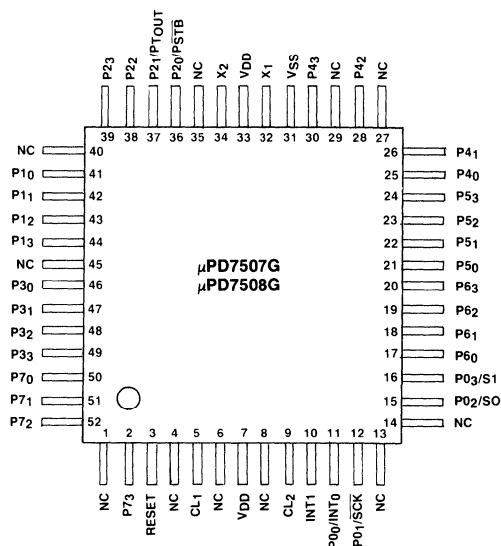 P23
P22
P21/PTOUT
P20/PSTB
NC
X2
VDD
X1
VSS
P43
NC
P42
NC
39 38 37 36 35 34 33 32 31 30 29 28 27
NC 40
P10 41
P11 42
P12 43
P13 44
NC 45
P30 46
P31 47
P32 48
P33 49
P70 50
P71 51
P72 52
µPD7507G
µPD7508G
26 P41
25 P40
24 P53
23 P52
22 P51
21 P50
20 P63
19 P62
18 P61
17 P60
16 P03/S1
15 P02/SO
14 NC
1 2 3 4 5 6 7 8 9 10 11 12 13
NC
P73
RESET
NC
CL1
NC
VDD
NC
CL2
INT1
P00/INT0
P01/SCK
NC